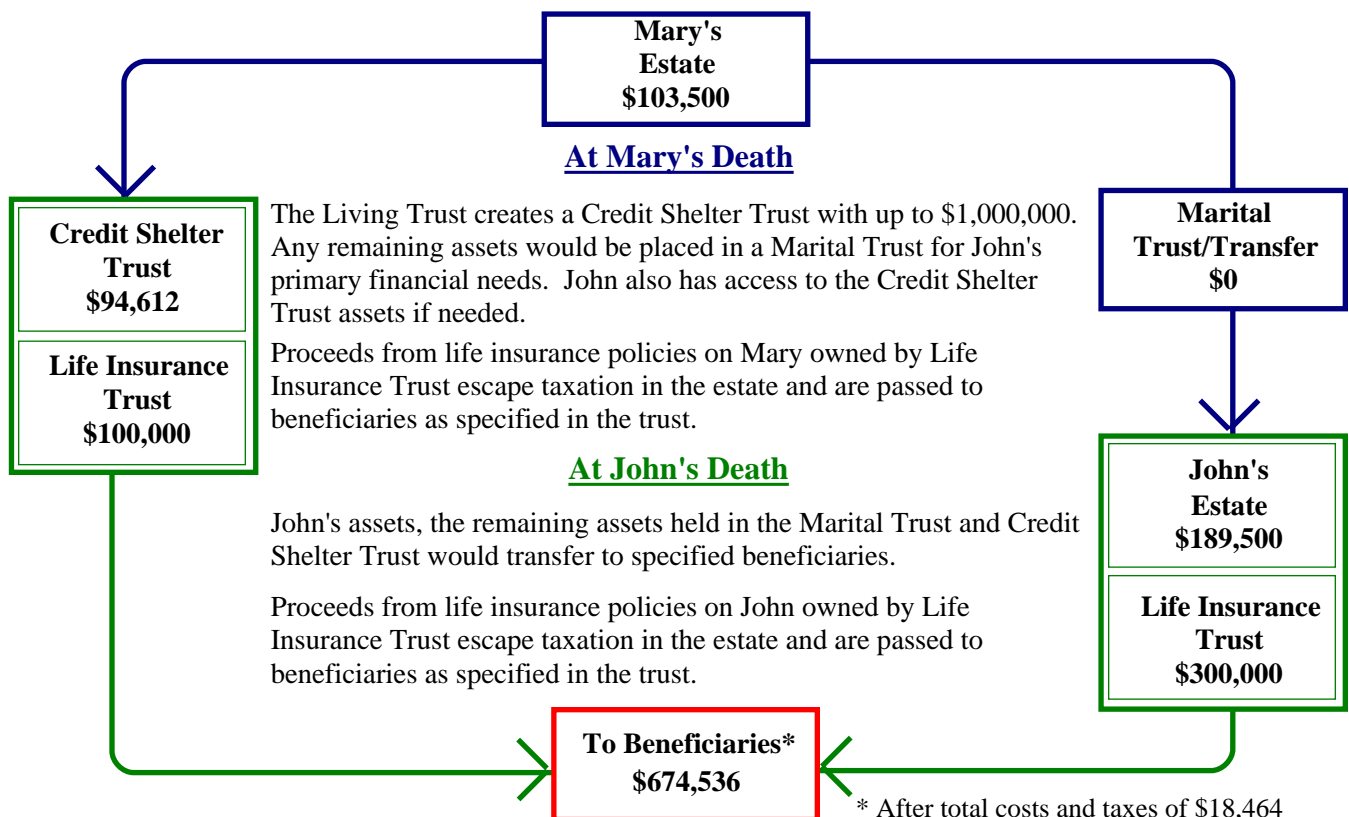 Mary's
Estate
$103,500
At Mary's Death
Credit Shelter
Trust
$94,612
Life Insurance
Trust
$100,000
The Living Trust creates a Credit Shelter Trust with up to $1,000,000.
Any remaining assets would be placed in a Marital Trust for John's
primary financial needs. John also has access to the Credit Shelter
Trust assets if needed.
Proceeds from life insurance policies on Mary owned by Life
Insurance Trust escape taxation in the estate and are passed to
beneficiaries as specified in the trust.
Marital
Trust/Transfer
$0
At John's Death
John's assets, the remaining assets held in the Marital Trust and Credit
Shelter Trust would transfer to specified beneficiaries.
Proceeds from life insurance policies on John owned by Life
Insurance Trust escape taxation in the estate and are passed to
beneficiaries as specified in the trust.
John's
Estate
$189,500
Life Insurance
Trust
$300,000
To Beneficiaries*
$674,536
* After total costs and taxes of $18,464